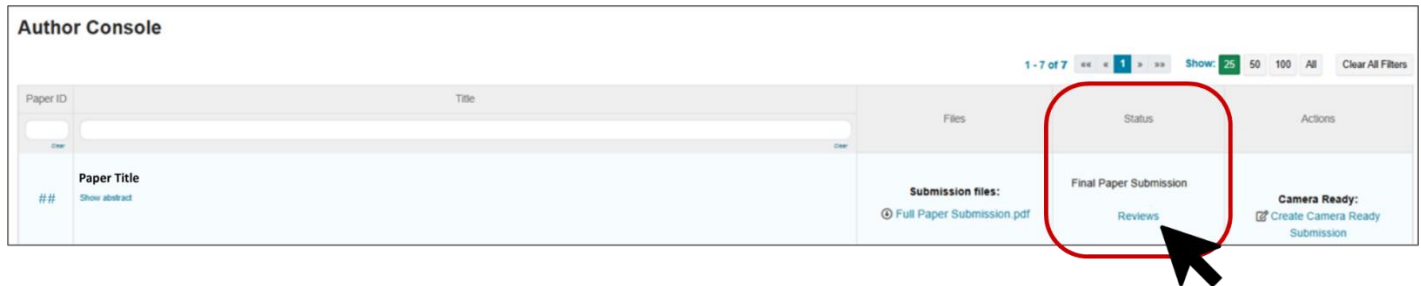 Author Console
1 - 7 of 7 «« « 1 » »» Show: 25 50 100 All Clear All Filters
Paper ID Title Files Status Actions
Clear Clear
## Paper Title
Show abstract
Submission files:
Full Paper Submission.pdf
Final Paper Submission
Reviews
Camera Ready:
Create Camera Ready
Submission